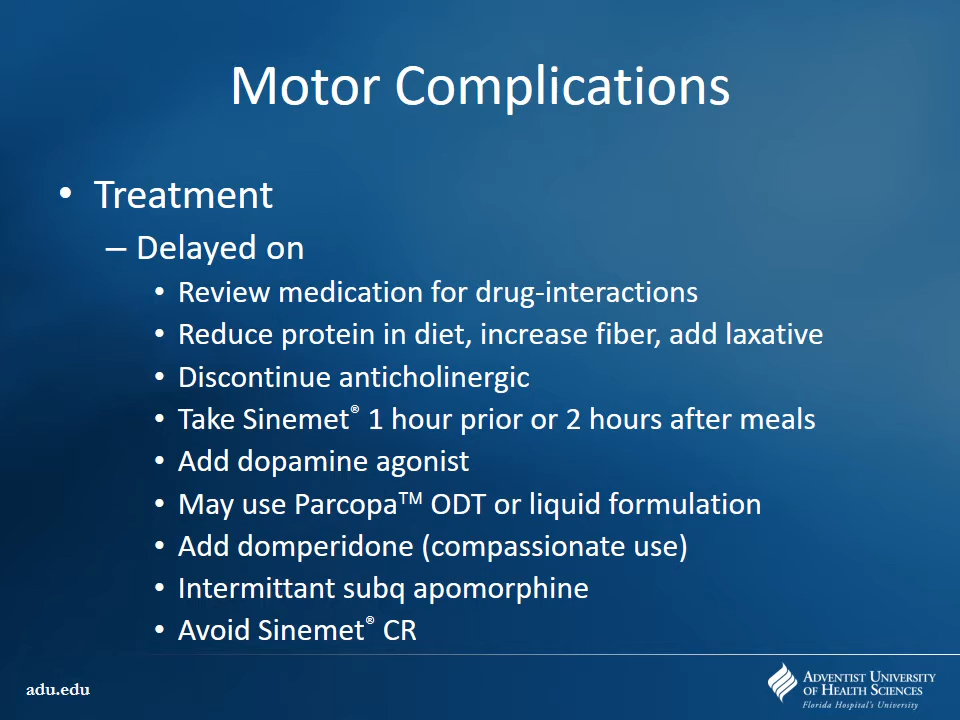 Motor Complications
• Treatment
– Delayed on
• Review medication for drug-interactions
• Reduce protein in diet, increase fiber, add laxative
• Discontinue anticholinergic
• Take Sinemet® 1 hour prior or 2 hours after meals
• Add dopamine agonist
• May use Parcopa™ ODT or liquid formulation
• Add domperidone (compassionate use)
• Intermittant subq apomorphine
• Avoid Sinemet® CR
adu.edu
ADVENTIST UNIVERSITY
OF HEALTH SCIENCES
Florida Hospital's University